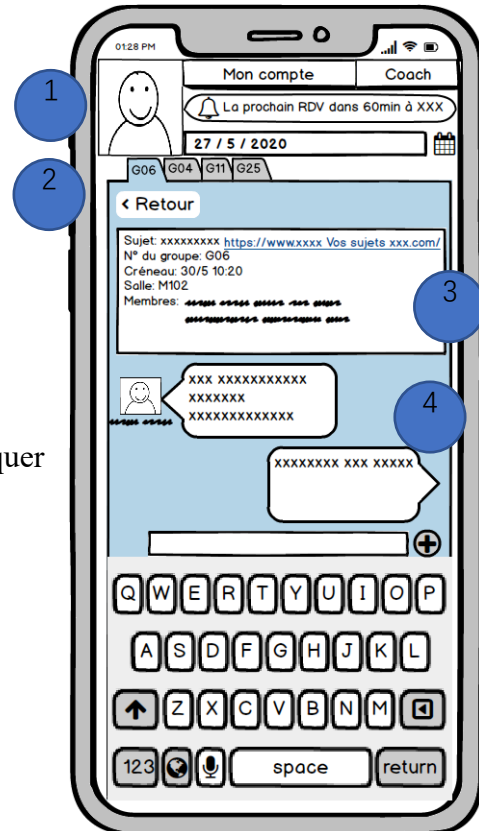 01:28 PM
1
Mon compte
Coach
La prochain RDV dans 60min à XXX
27 / 5 / 2020
2
G06
G04
G11
G25
< Retour
Sujet: xxxxxxxxx https://www.xxxx Vos sujets xxx.com/
N° du groupe: G06
Créneau: 30/5 10:20
Salle: M102
Membres:
3
xxx xxxxxxxxxxx
xxxxxxx
xxxxxxxxxxxxx
4
quer
xxxxxxxx xxx xxxxx
Q W E R T Y U I O P
A S D F G H J K L
Z X C V B N M
123 space return